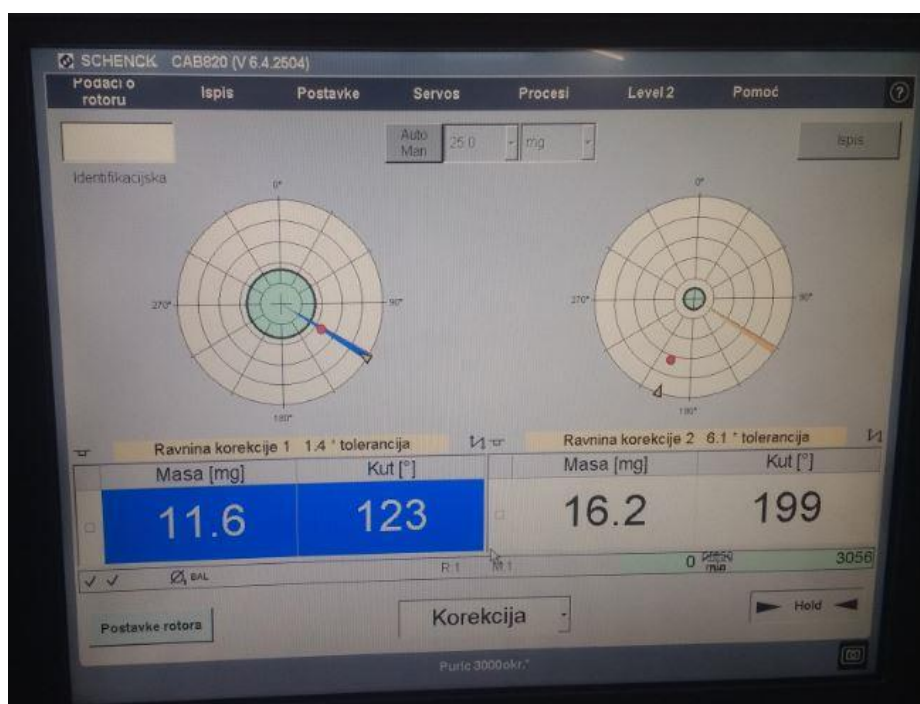 SCHENCK CAB820 (V 6.4.2504)
Podaci o rotoru Ispis Postavke Servos Procesi Level 2 Pomoć ?
Auto Man 25.0 mg Ispis
Identifikacijska
0° 0°
270° 90° 270° 90°
180° 180°
Ravnina korekcije 1 1.4 * tolerancija Ravnina korekcije 2 6.1 * tolerancija
Masa [mg] Kut [°] Masa [mg] Kut [°]
11.6 123 16.2 199
BAL R:1 M:1 0 min 3056
Postavke rotora Korekcija Hold
Puric 3000okr.*